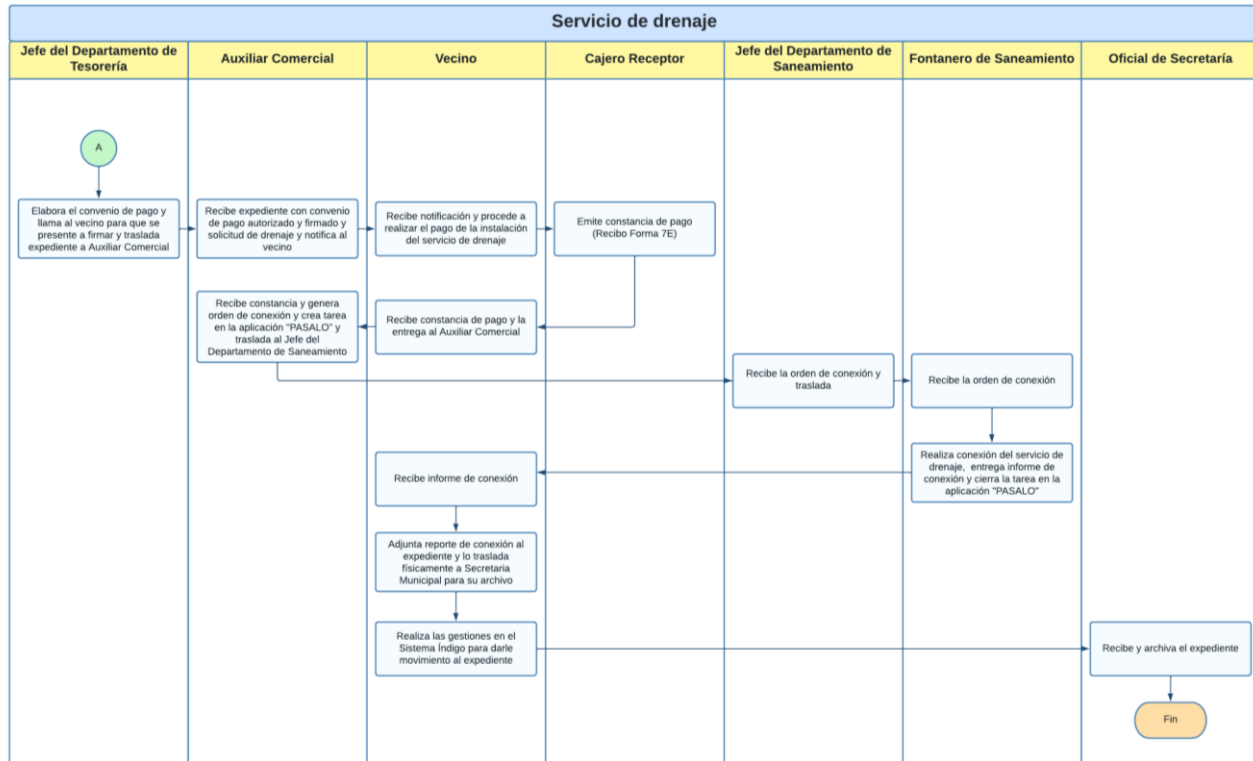 Servicio de drenaje
Jefe del Departamento de
Tesorería
Auxiliar Comercial
Vecino
Cajero Receptor
Jefe del Departamento de
Saneamiento
Fontanero de Saneamiento
Oficial de Secretaría
A
Elabora el convenio de pago y
llama al vecino para que se
presente a firmar y traslada
expediente a Auxiliar Comercial
Recibe expediente con convenio
de pago autorizado y firmado y
solicitud de drenaje y notifica al
vecino
Recibe notificación y procede a
realizar el pago de la instalación
del servicio de drenaje
Emite constancia de pago
(Recibo Forma 7E)
Recibe constancia y genera
orden de conexión y crea tarea
en la aplicación "PASALO" y
traslada al Jefe del
Departamento de Saneamiento
Recibe constancia de pago y la
entrega al Auxiliar Comercial
Recibe la orden de conexión y
traslada
Recibe la orden de conexión
Realiza conexión del servicio de
drenaje, entrega informe de
conexión y cierra la tarea en la
aplicación "PASALO"
Recibe informe de conexión
Adjunta reporte de conexión al
expediente y lo traslada
físicamente a Secretaria
Municipal para su archivo
Realiza las gestiones en el
Sistema Índigo para darle
movimiento al expediente
Recibe y archiva el expediente
Fin